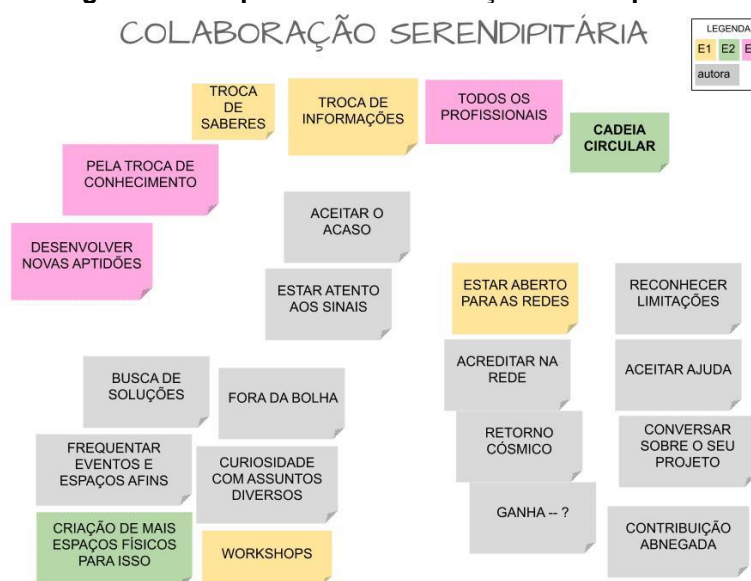 COLABORAÇÃO SERENDIPITÁRIA
LEGENDA
E1 E2
autora
TROCA
DE
SABERES
TROCA DE
INFORMAÇÕES
TODOS OS
PROFISSIONAIS
CADEIA
CIRCULAR
PELA TROCA DE
CONHECIMENTO
DESENVOLVER
NOVAS APTIDÕES
ACEITAR O
ACASO
ESTAR ATENTO
AOS SINAIS
ESTAR ABERTO
PARA AS REDES
RECONHECER
LIMITAÇÕES
BUSCA DE
SOLUÇÕES
FORA DA BOLHA
ACREDITAR NA
REDE
ACEITAR AJUDA
FREQUENTAR
EVENTOS E
ESPAÇOS AFINS
CURIOSIDADE
COM ASSUNTOS
DIVERSOS
RETORNO
CÓSMICO
CONVERSAR
SOBRE O SEU
PROJETO
CRIAÇÃO DE MAIS
ESPAÇOS FÍSICOS
PARA ISSO
WORKSHOPS
GANHA -- ?
CONTRIBUIÇÃO
ABNEGADA